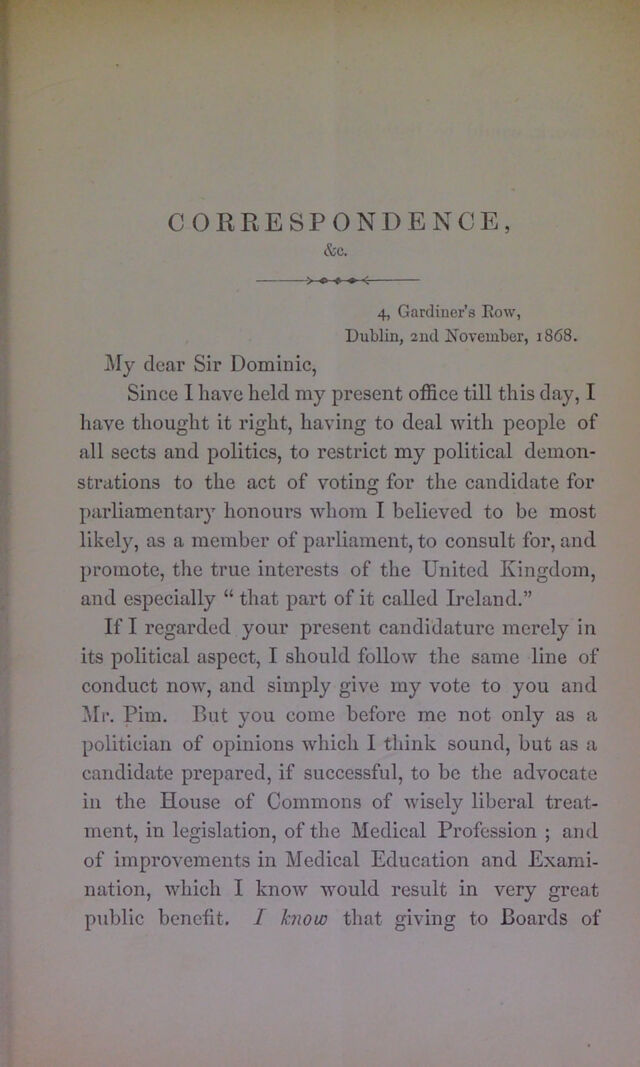 CORRESPONDENCE,
&c.
4, Gardiner's Row,
Dublin, 2nd November, 1868.
My dear Sir Dominic,
Since I have held my present office till this day, I
have thought it right, having to deal with people of
all sects and politics, to restrict my political demon-
strations to the act of voting for the candidate for
parliamentary honours whom I believed to be most
likely, as a member of parliament, to consult for, and
promote, the true interests of the United Kingdom,
and especially “ that part of it called Ireland.”
If I regarded your present candidature merely in
its political aspect, I should follow the same line of
conduct now, and simply give my vote to you and
Mr. Pim. But you come before me not only as a
politician of opinions which I think sound, but as a
candidate prepared, if successful, to be the advocate
in the House of Commons of wisely liberal treat-
ment, in legislation, of the Medical Profession ; and
of improvements in Medical Education and Exami-
nation, which I know would result in very great
public benefit. I know that giving to Boards of